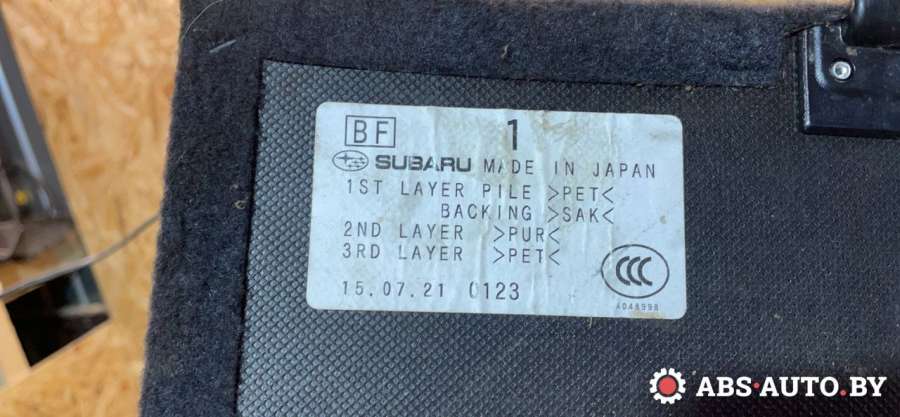 BF 1
SUBARU MADE IN JAPAN
1ST LAYER PILE >PET<
BACKING >SAK<
2ND LAYER >PUR<
3RD LAYER >PET<
15.07.21 0123
CCC
A048998
ABS-AUTO.BY